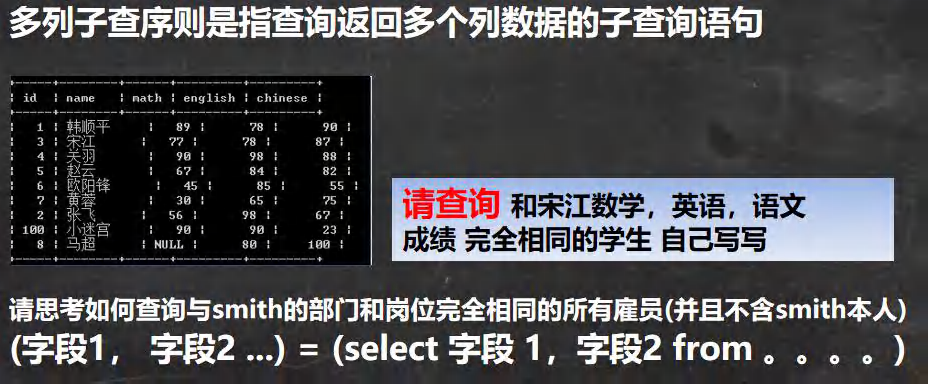 多列子查序则是指查询返回多个列数据的子查询语句
id | name | math | english | chinese |
1 | 韩顺平 | 89 | 78 | 90 |
3 | 宋江 | 77 | 78 | 87 |
4 | 关羽 | 90 | 98 | 88 |
5 | 赵云 | 67 | 84 | 82 |
6 | 欧阳锋 | 45 | 85 | 55 |
7 | 黄蓉 | 30 | 65 | 75 |
2 | 张飞 | 56 | 98 | 67 |
100 | 小迷宫 | 90 | 90 | 23 |
8 | 马超 | NULL | 80 | 100 |
请查询 和宋江数学，英语，语文
成绩 完全相同的学生 自己写写
请思考如何查询与smith的部门和岗位完全相同的所有雇员(并且不含smith本人)
(字段1， 字段2 ...) = (select 字段 1，字段2 from 。。。。)